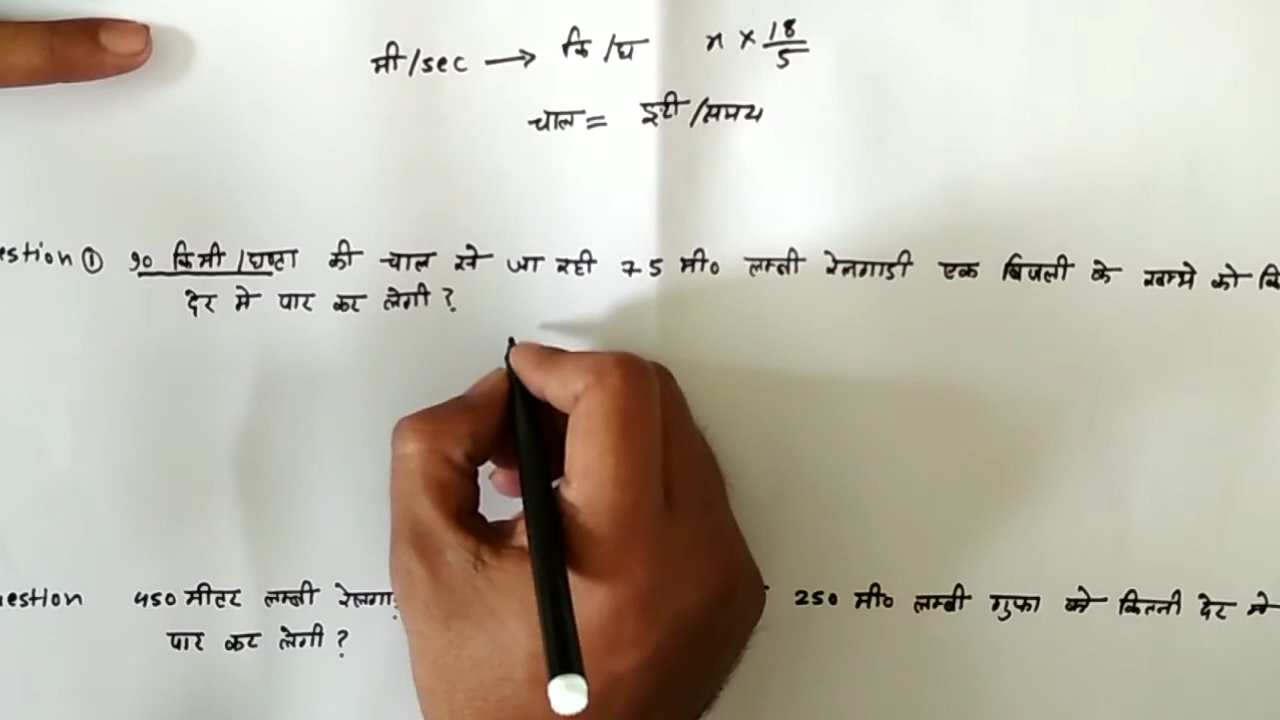 मी/sec → कि/घ x × 18/5
चाल = दूरी/समय
estion ① 90 किमी/घण्टा की चाल से जा रही 75 मी० लम्बी रेलगाडी एक बिजली के खम्भे को कि
देर मे पार कर लेगी?
estion 450 मीटर लम्बी रेलगा 250 मी० लम्बी गुफा को कितनी देर मे
पार कर लेगी?